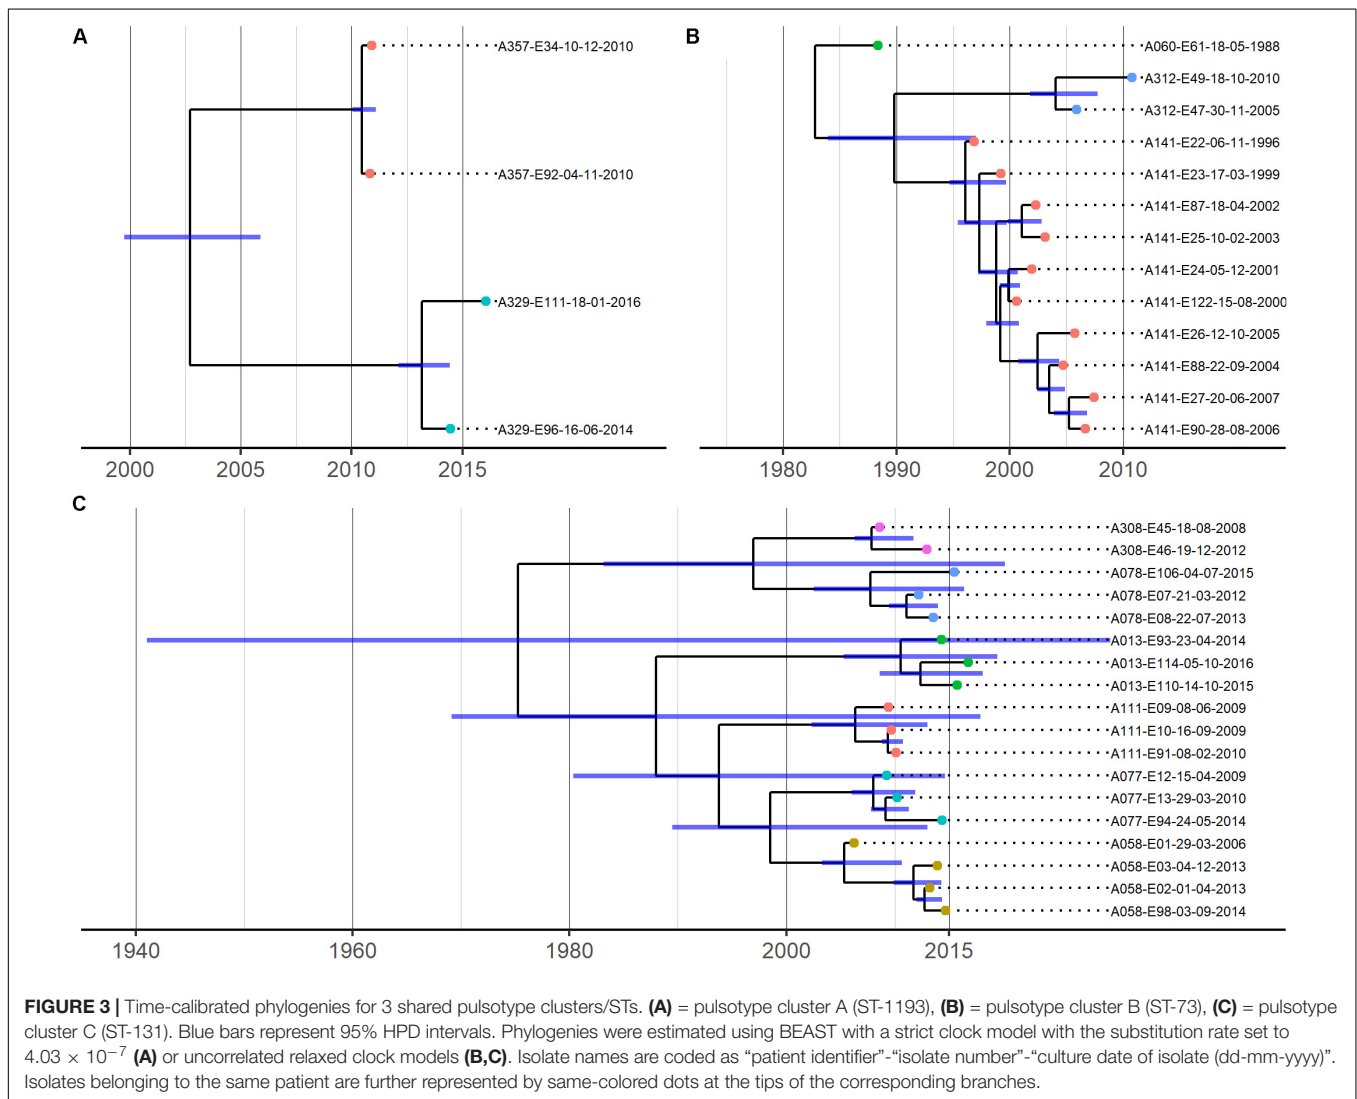 A
A357-E34-10-12-2010
A357-E92-04-11-2010
A329-E111-18-01-2016
A329-E96-16-06-2014
2000 2005 2010 2015
B
A060-E61-18-05-1988
A312-E49-18-10-2010
A312-E47-30-11-2005
A141-E22-06-11-1996
A141-E23-17-03-1999
A141-E87-18-04-2002
A141-E25-10-02-2003
A141-E24-05-12-2001
A141-E122-15-08-2000
A141-E26-12-10-2005
A141-E88-22-09-2004
A141-E27-20-06-2007
A141-E90-28-08-2006
1980 1990 2000 2010
C
A308-E45-18-08-2008
A308-E46-19-12-2012
A078-E106-04-07-2015
A078-E07-21-03-2012
A078-E08-22-07-2013
A013-E93-23-04-2014
A013-E114-05-10-2016
A013-E110-14-10-2015
A111-E09-08-06-2009
A111-E10-16-09-2009
A111-E91-08-02-2010
A077-E12-15-04-2009
A077-E13-29-03-2010
A077-E94-24-05-2014
A058-E01-29-03-2006
A058-E03-04-12-2013
A058-E02-01-04-2013
A058-E98-03-09-2014
1940 1960 1980 2000 2015
FIGURE 3 | Time-calibrated phylogenies for 3 shared pulsotype clusters/STs. (A) = pulsotype cluster A (ST-1193), (B) = pulsotype cluster B (ST-73), (C) = pulsotype
cluster C (ST-131). Blue bars represent 95% HPD intervals. Phylogenies were estimated using BEAST with a strict clock model with the substitution rate set to
4.03 × 10⁻⁷ (A) or uncorrelated relaxed clock models (B,C). Isolate names are coded as “patient identifier”-“isolate number”-“culture date of isolate (dd-mm-yyyy)”.
Isolates belonging to the same patient are further represented by same-colored dots at the tips of the corresponding branches.